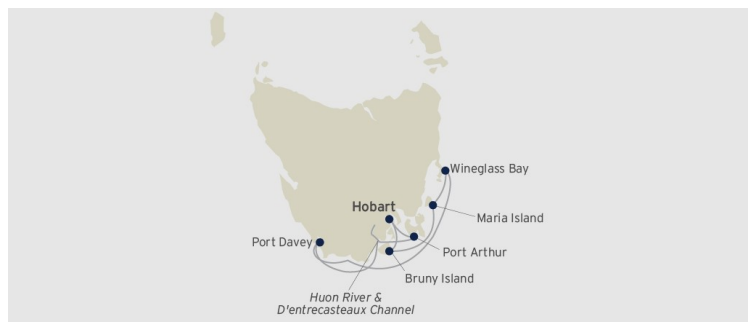 Wineglass Bay
Hobart
Maria Island
Port Davey
Port Arthur
Bruny Island
Huon River &
D'entrecasteaux Channel